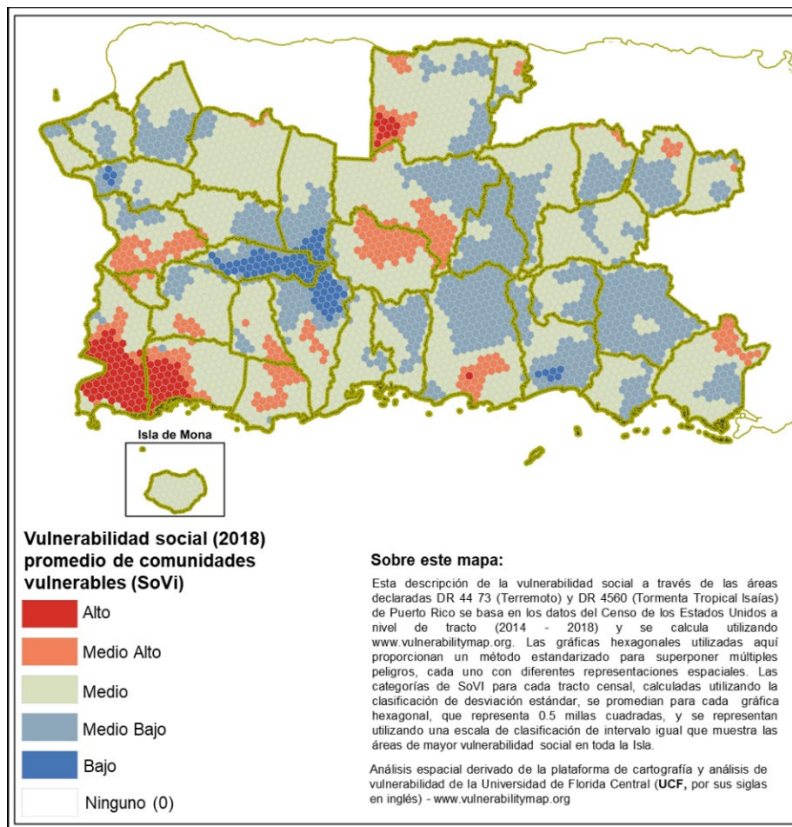 Isla de Mona
Vulnerabilidad social (2018)
promedio de comunidades
vulnerables (SoVi)
Alto
Medio Alto
Medio
Medio Bajo
Bajo
Ninguno (0)
Sobre este mapa:
Esta descripción de la vulnerabilidad social a través de las áreas
declaradas DR 44 73 (Terremoto) y DR 4560 (Tormenta Tropical Isaías)
de Puerto Rico se basa en los datos del Censo de los Estados Unidos a
nivel de tracto (2014 - 2018) y se calcula utilizando
www.vulnerabilitymap.org. Las gráficas hexagonales utilizadas aquí
proporcionan un método estandarizado para superponer múltiples
peligros, cada uno con diferentes representaciones espaciales. Las
categorías de SoVI para cada tracto censal, calculadas utilizando la
clasificación de desviación estándar, se promedian para cada gráfica
hexagonal, que representa 0.5 millas cuadradas, y se representan
utilizando una escala de clasificación de intervalo igual que muestra las
áreas de mayor vulnerabilidad social en toda la Isla.
Análisis espacial derivado de la plataforma de cartografía y análisis de
vulnerabilidad de la Universidad de Florida Central (UCF, por sus siglas
en inglés) - www.vulnerabilitymap.org